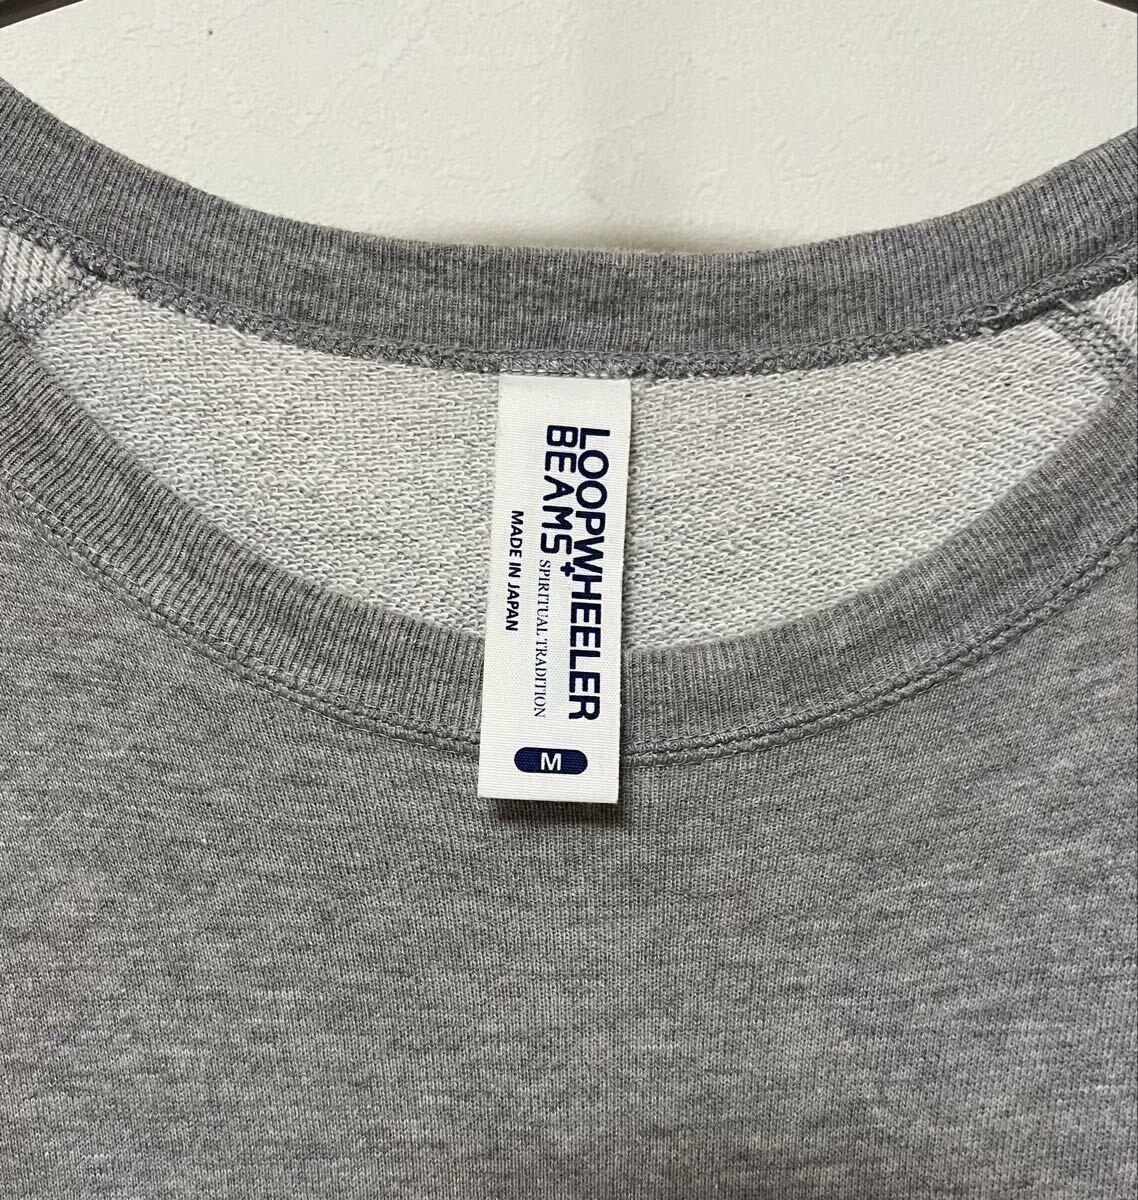 LOOPWHEELER
BEAMS+
SPIRITUAL TRADITION
MADE IN JAPAN
M